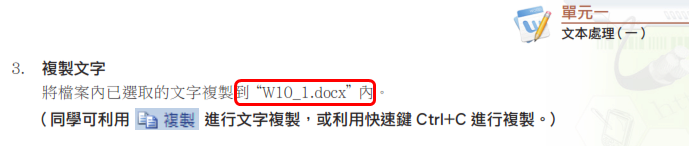 單元一
文本處理(一)
3. 複製文字
將檔案內已選取的文字複製到“W10_1.docx”內。
(同學可利用 複製 進行文字複製，或利用快速鍵 Ctrl+C 進行複製。)